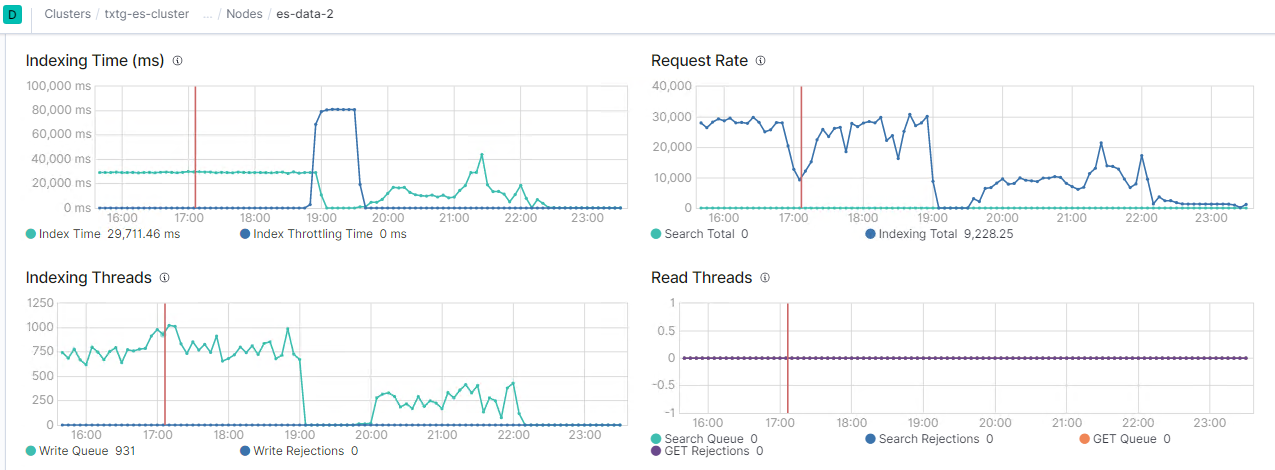 D Clusters / txtg-es-cluster ... / Nodes / es-data-2
Indexing Time (ms)
100,000 ms
80,000 ms
60,000 ms
40,000 ms
20,000 ms
0 ms
16:00 17:00 18:00 19:00 20:00 21:00 22:00 23:00
Index Time 29,711.46 ms Index Throttling Time 0 ms
Request Rate
40,000
30,000
20,000
10,000
0
16:00 17:00 18:00 19:00 20:00 21:00 22:00 23:00
Search Total 0 Indexing Total 9,228.25
Indexing Threads
1250
1000
750
500
250
0
16:00 17:00 18:00 19:00 20:00 21:00 22:00 23:00
Write Queue 931 Write Rejections 0
Read Threads
1
0.5
0
-0.5
-1
16:00 17:00 18:00 19:00 20:00 21:00 22:00 23:00
Search Queue 0 Search Rejections 0 GET Queue 0
GET Rejections 0